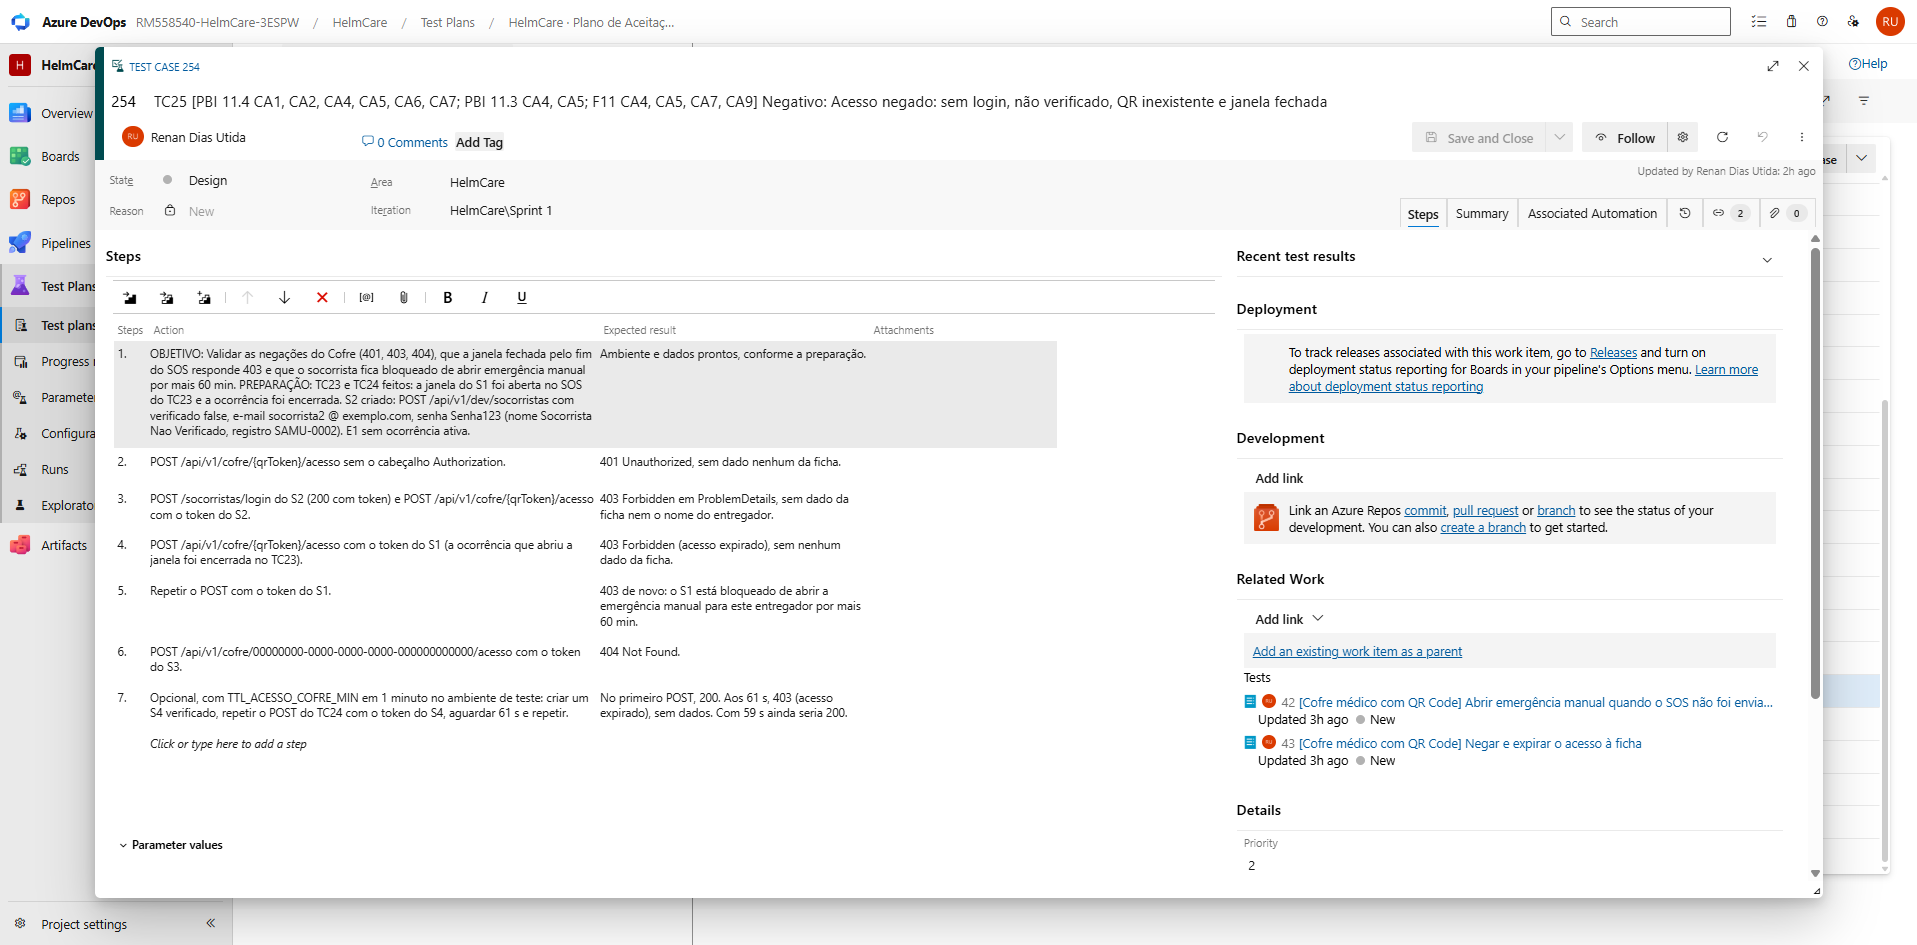 Azure DevOps RM558540-HelmCare-3ESPW / HelmCare / Test Plans / HelmCare · Plano de Aceitaç...
Search
RU
H HelmCare
Help
Overview
Boards
Repos
Pipelines
Test Plans
Test plans
Progress
Parameter
Configura
Runs
Explorato
Artifacts
Project settings
TEST CASE 254
254 TC25 [PBI 11.4 CA1, CA2, CA4, CA5, CA6, CA7; PBI 11.3 CA4, CA5; F11 CA4, CA5, CA7, CA9] Negativo: Acesso negado: sem login, não verificado, QR inexistente e janela fechada
RU Renan Dias Utida
0 Comments Add Tag
Save and Close
Follow
State Design
Area HelmCare
Updated by Renan Dias Utida: 2h ago
Reason New
Iteration HelmCare\Sprint 1
Steps Summary Associated Automation 2 0
Steps
B I U
Steps Action Expected result Attachments
1. OBJETIVO: Validar as negações do Cofre (401, 403, 404), que a janela fechada pelo fim
do SOS responde 403 e que o socorrista fica bloqueado de abrir emergência manual
por mais 60 min. PREPARAÇÃO: TC23 e TC24 feitos: a janela do S1 foi aberta no SOS
do TC23 e a ocorrência foi encerrada. S2 criado: POST /api/v1/dev/socorristas com
verificado false, e-mail socorrista2 @ exemplo.com, senha Senha123 (nome Socorrista
Nao Verificado, registro SAMU-0002). E1 sem ocorrência ativa.
Ambiente e dados prontos, conforme a preparação.
2. POST /api/v1/cofre/{qrToken}/acesso sem o cabeçalho Authorization.
401 Unauthorized, sem dado nenhum da ficha.
3. POST /socorristas/login do S2 (200 com token) e POST /api/v1/cofre/{qrToken}/acesso
com o token do S2.
403 Forbidden em ProblemDetails, sem dado da
ficha nem o nome do entregador.
4. POST /api/v1/cofre/{qrToken}/acesso com o token do S1 (a ocorrência que abriu a
janela foi encerrada no TC23).
403 Forbidden (acesso expirado), sem nenhum
dado da ficha.
5. Repetir o POST com o token do S1.
403 de novo: o S1 está bloqueado de abrir a
emergência manual para este entregador por mais
60 min.
6. POST /api/v1/cofre/00000000-0000-0000-0000-000000000000/acesso com o token
do S3.
404 Not Found.
7. Opcional, com TTL_ACESSO_COFRE_MIN em 1 minuto no ambiente de teste: criar um
S4 verificado, repetir o POST do TC24 com o token do S4, aguardar 61 s e repetir.
No primeiro POST, 200. Aos 61 s, 403 (acesso
expirado), sem dados. Com 59 s ainda seria 200.
Click or type here to add a step
Parameter values
Recent test results
Deployment
To track releases associated with this work item, go to Releases and turn on
deployment status reporting for Boards in your pipeline's Options menu. Learn more
about deployment status reporting
Development
Add link
Link an Azure Repos commit, pull request or branch to see the status of your
development. You can also create a branch to get started.
Related Work
Add link
Add an existing work item as a parent
Tests
42 [Cofre médico com QR Code] Abrir emergência manual quando o SOS não foi envia...
Updated 3h ago New
43 [Cofre médico com QR Code] Negar e expirar o acesso à ficha
Updated 3h ago New
Details
Priority
2